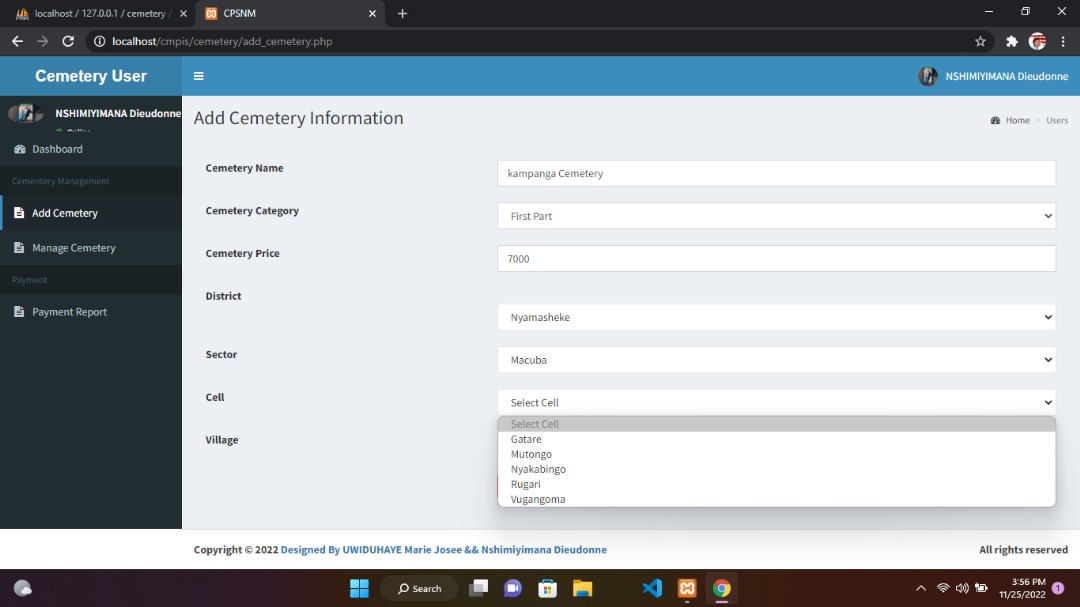 localhost / 127.0.0.1 / cemetery /
CPSNM
localhost/cmpis/cemetery/add_cemetery.php
Cemetery User
NSHIMIYIMANA Dieudonne
NSHIMIYIMANA Dieudonne
Online
Add Cemetery Information
Home > Users
Dashboard
Cementery Management
Add Cemetery
Manage Cemetery
Payment
Payment Report
Cemetery Name
kampanga Cemetery
Cemetery Category
First Part
Cemetery Price
7000
District
Nyamasheke
Sector
Macuba
Cell
Select Cell
Select Cell
Gatare
Mutongo
Nyakabingo
Rugari
Vugangoma
Village
Copyright © 2022 Designed By UWIDUHAYE Marie Josee && Nshimiyimana Dieudonne
All rights reserved
Search
3:56 PM
11/25/2022
1